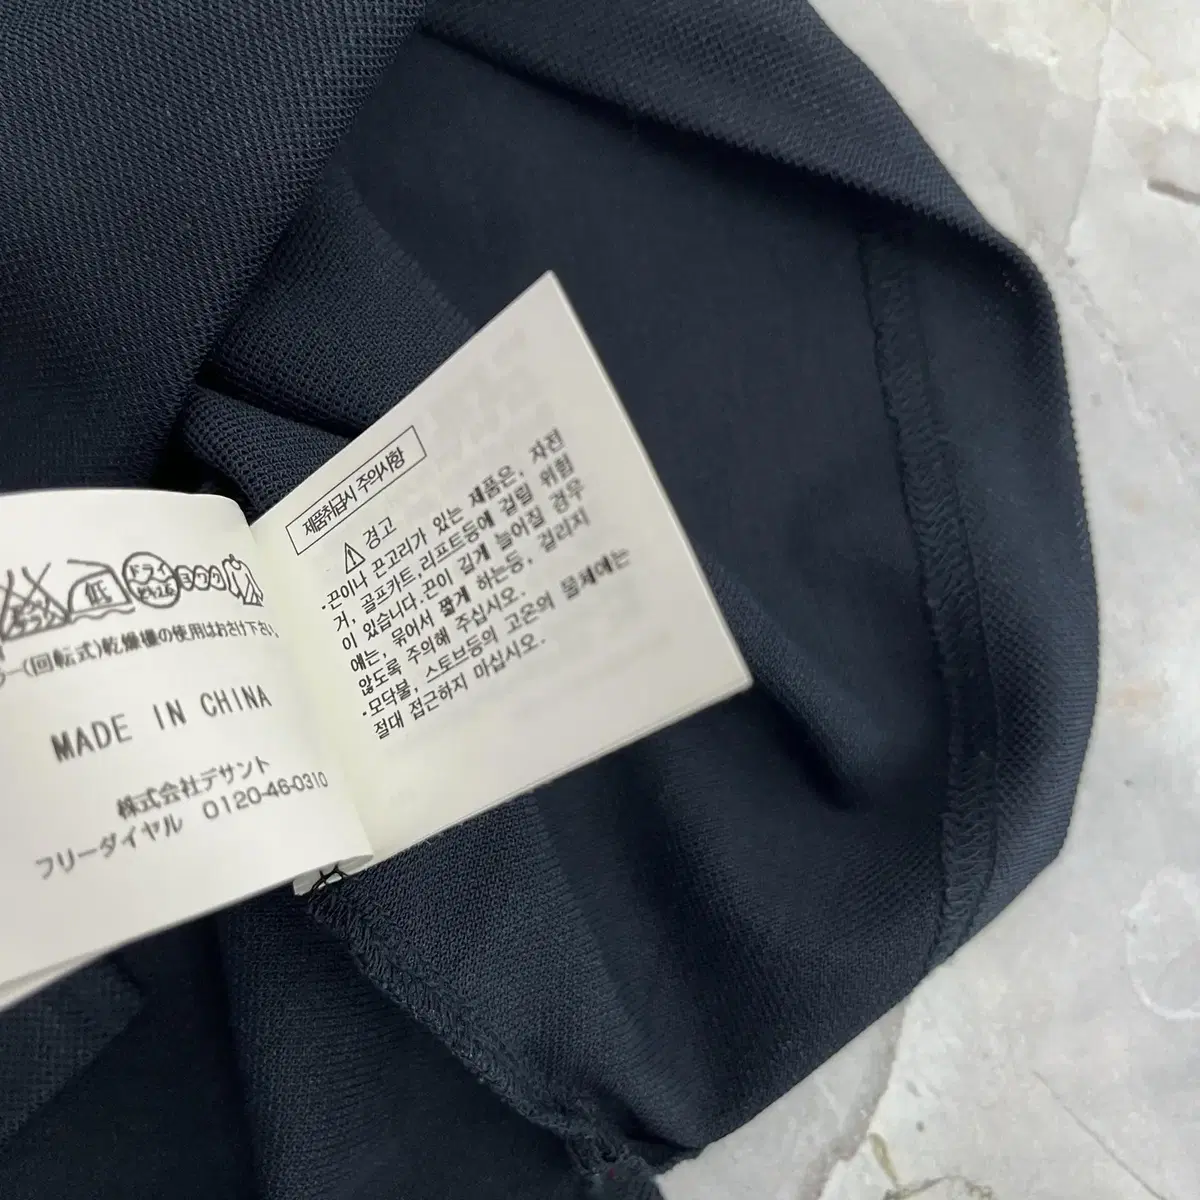 低
ドライ
ヨワク
(回転式)乾燥機の使用はおさけ下さい。
MADE IN CHINA
株式会社デサント
フリーダイヤル 0120-46-0310
제품취급시 주의사항
경고
·끈이나 끈고리가 있는 제품은, 자전
거, 골프카트, 리프트등에 걸릴 위험
이 있습니다. 끈이 길게 늘어질 경우
에는, 묶어서 짧게 하는등, 걸리지
않도록 주의해 주십시오.
·모닥불, 스토브등의 고온의 물체에는
절대 접근하지 마십시오.